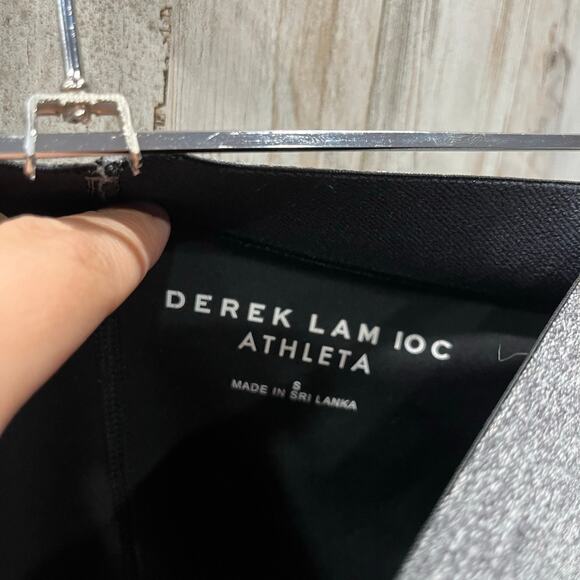 DEREK LAM 10C
ATHLETA
S
MADE IN SRI LANKA